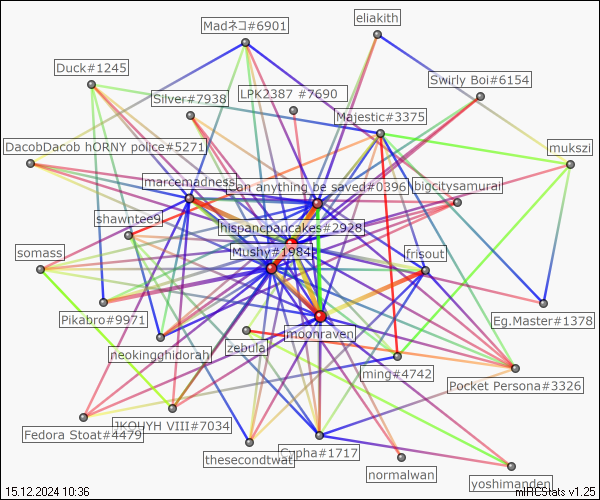 eliakith
Madネコ#6901
Duck#1245
Swirly Boi#6154
Silver#7938
LPK2387 #7690
Majestic#3375
DacobDacob hORNY police#5271
mukszi
marcemadness
an anything be saved#0396
bigcitysamurai
shawntee9
hispancpancakes#2928
somass
Mushy#1984
frisout
Pikabro#9971
Eg.Master#1378
moonraven
zebula
neokingghidorah
ming#4742
Pocket Persona#3326
JKOUYH VIII#7034
Fedora Stoat#4479
Cypha#1717
thesecondtwat
normalwan
yoshimanden
15.12.2024 10:36
mIRCStats v1.25